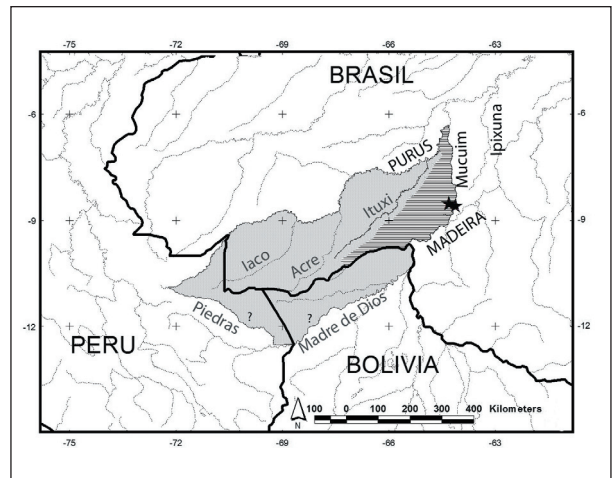 -75 -72 -69 -66 -63
BRASIL
-6 -6
PURUS
Mucuim
Ipixuna
Ituxi
-9 -9
MADEIRA
Iaco
Acre
Piedras
? ?
Madre de Dios
-12 -12
PERU
BOLIVIA
N
100 0 100 200 300 400 Kilometers
-75 -72 -69 -66 -63